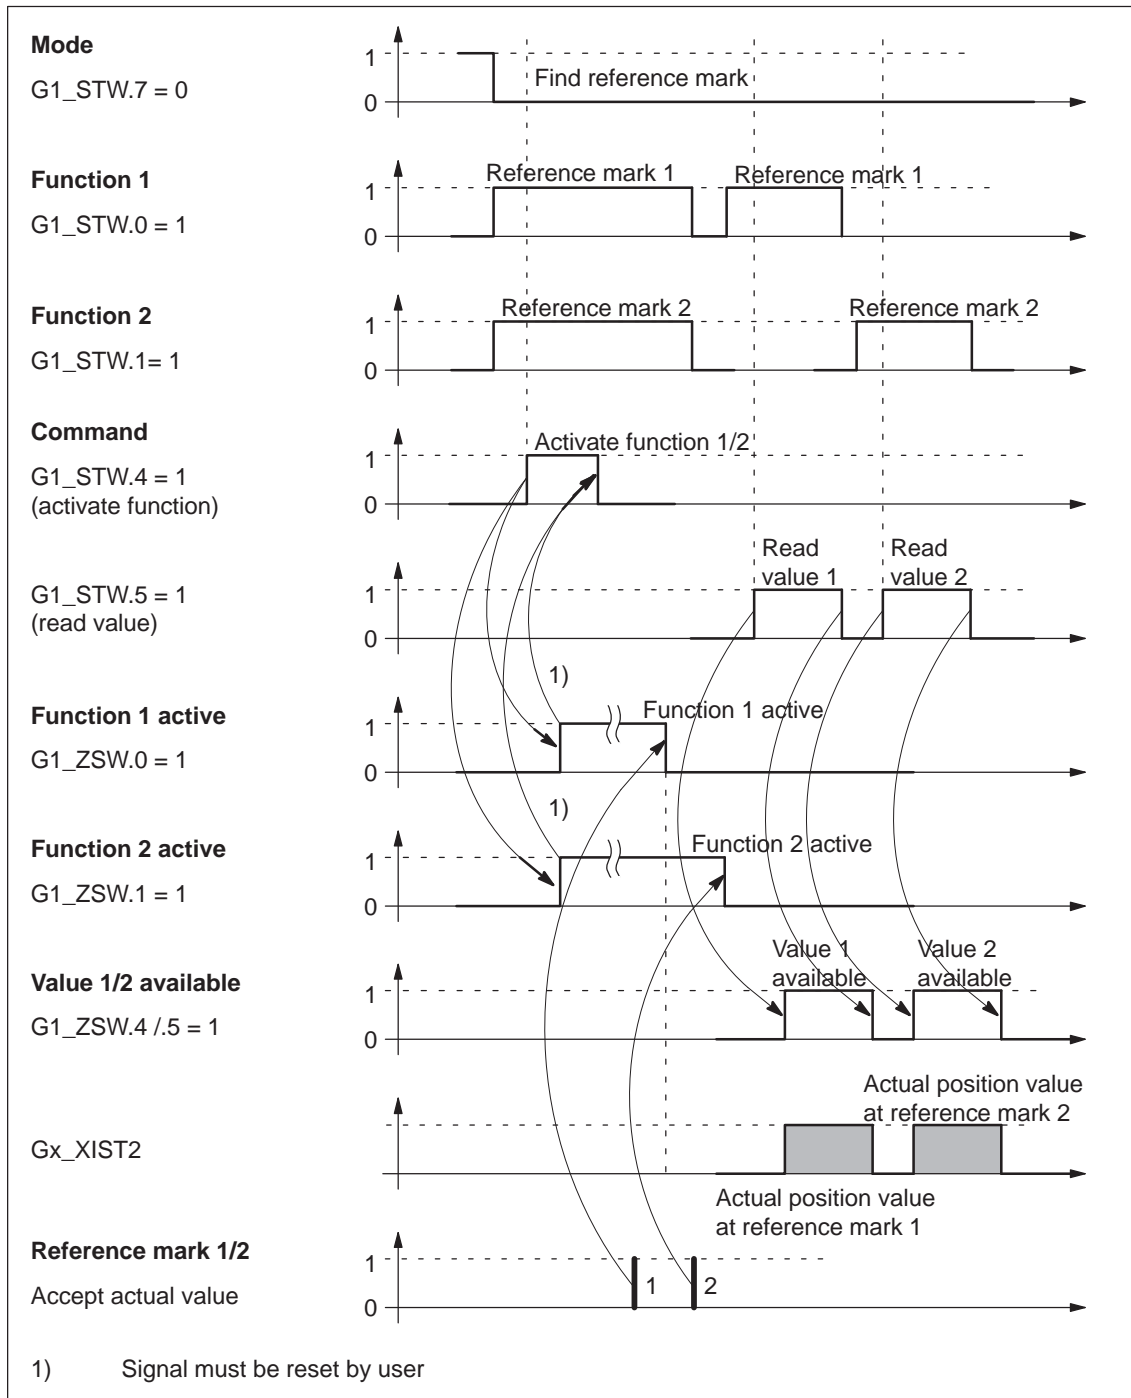 Mode
G1_STW.7 = 0
1
0
Find reference mark
Function 1
G1_STW.0 = 1
1
0
Reference mark 1
Reference mark 1
Function 2
G1_STW.1= 1
1
0
Reference mark 2
Reference mark 2
Command
G1_STW.4 = 1
(activate function)
1
0
Activate function 1/2
G1_STW.5 = 1
(read value)
1
0
Read
value 1
Read
value 2
1)
Function 1 active
G1_ZSW.0 = 1
1
0
Function 1 active
1)
Function 2 active
G1_ZSW.1 = 1
1
0
Function 2 active
Value 1/2 available
G1_ZSW.4 /.5 = 1
1
0
Value 1
available
Value 2
available
Gx_XIST2
Actual position value
at reference mark 2
Actual position value
at reference mark 1
Reference mark 1/2
Accept actual value
1
0
1
2
1) Signal must be reset by user